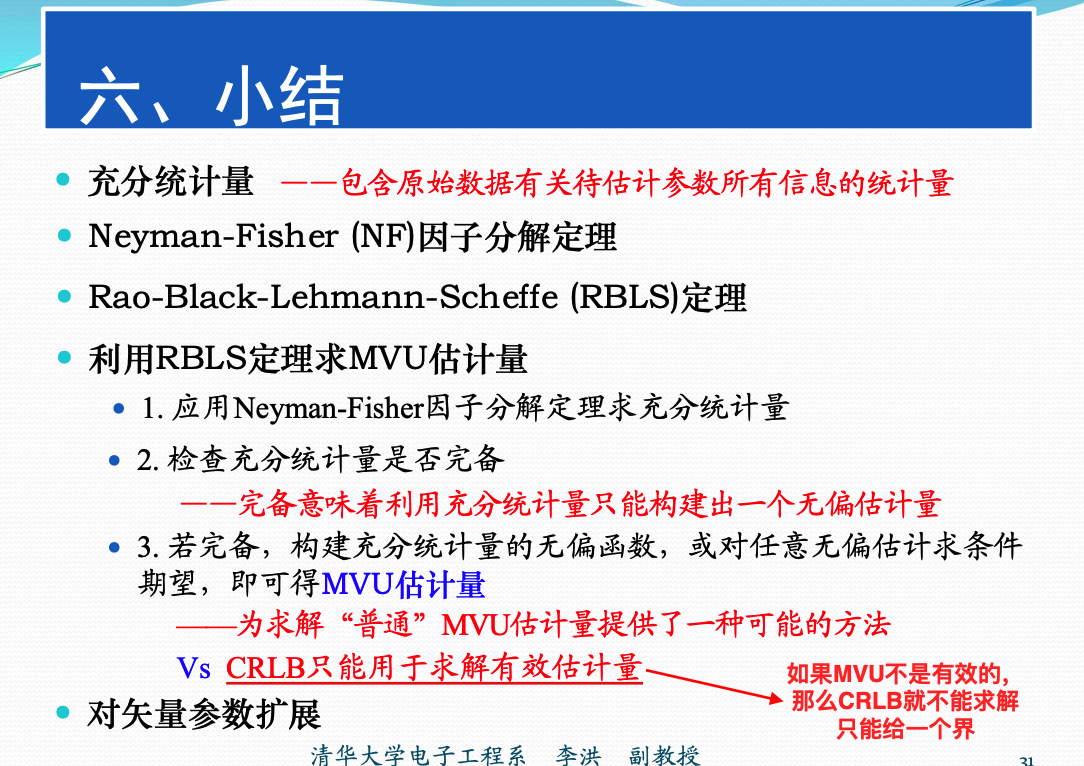 六、小结
充分统计量 ——包含原始数据有关待估计参数所有信息的统计量
Neyman-Fisher (NF)因子分解定理
Rao-Black-Lehmann-Scheffe (RBLS)定理
利用RBLS定理求MVU估计量
1. 应用Neyman-Fisher因子分解定理求充分统计量
2. 检查充分统计量是否完备
——完备意味着利用充分统计量只能构建出一个无偏估计量
3. 若完备，构建充分统计量的无偏函数，或对任意无偏估计求条件
期望，即可得MVU估计量
——为求解“普通”MVU估计量提供了一种可能的方法
Vs CRLB只能用于求解有效估计量
如果MVU不是有效的，
那么CRLB就不能求解
只能给一个界
对矢量参数扩展
清华大学电子工程系 李洪 副教授
31